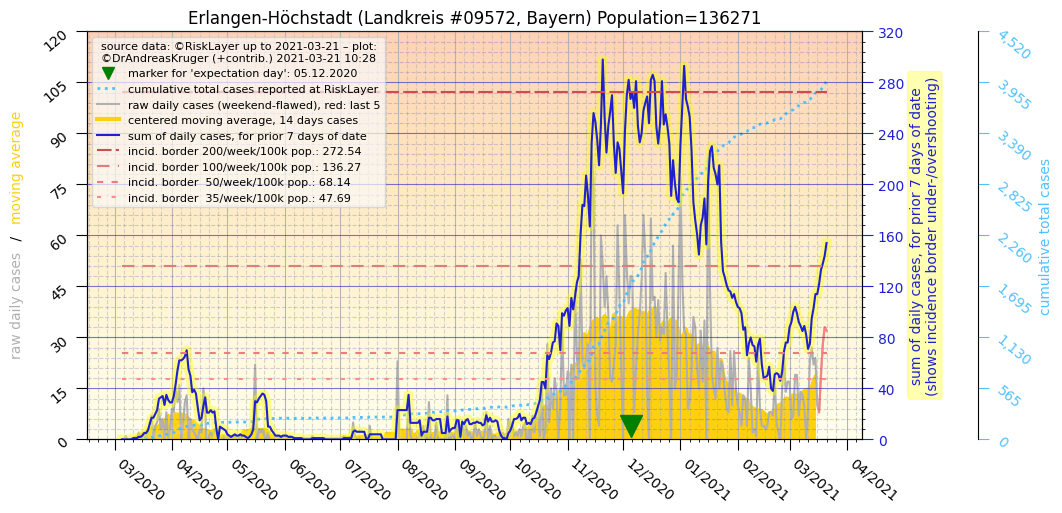 Erlangen-Höchstadt (Landkreis #09572, Bayern) Population=136271
source data: ©RiskLayer up to 2021-03-21 – plot:
©DrAndreasKruger (+contrib.) 2021-03-21 10:28
marker for 'expectation day': 05.12.2020
cumulative total cases reported at RiskLayer
raw daily cases (weekend-flawed), red: last 5
centered moving average, 14 days cases
sum of daily cases, for prior 7 days of date
incid. border 200/week/100k pop.: 272.54
incid. border 100/week/100k pop.: 136.27
incid. border  50/week/100k pop.: 68.14
incid. border  35/week/100k pop.: 47.69
raw daily cases  /  moving average
120
105
90
75
60
45
30
15
0
03/2020
04/2020
05/2020
06/2020
07/2020
08/2020
09/2020
10/2020
11/2020
12/2020
01/2021
02/2021
03/2021
04/2021
320
280
240
200
160
120
80
40
0
sum of daily cases, for prior 7 days of date
(shows incidence border under-/overshooting)
4,520
3,955
3,390
2,825
2,260
1,695
1,130
565
0
cumulative total cases